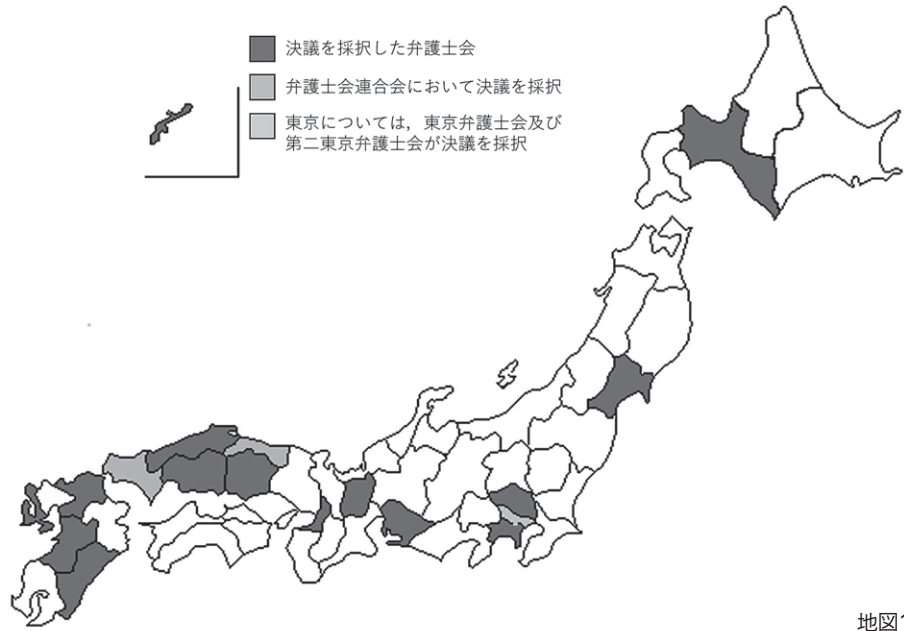 決議を採択した弁護士会
弁護士会連合会において決議を採択
東京については，東京弁護士会及び
第二東京弁護士会が決議を採択
地図